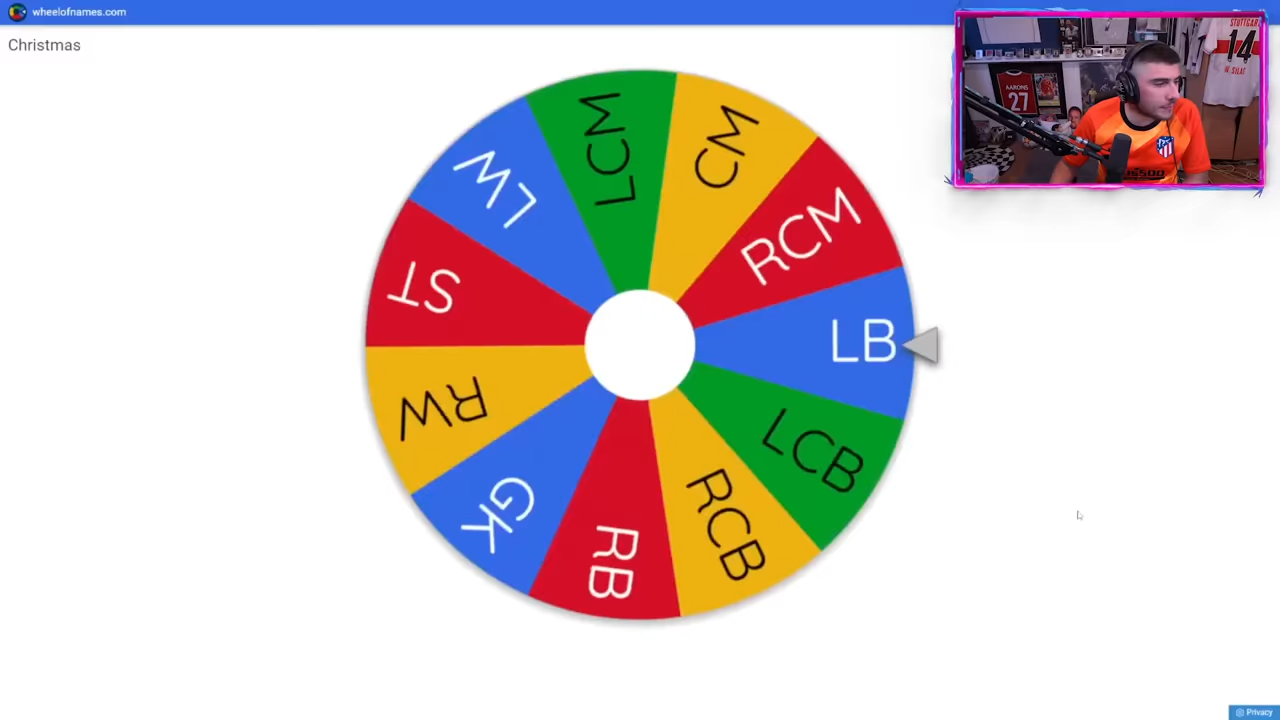 wheelofnames.com
Christmas
LCM
CM
RCM
LB
LCB
RCB
RB
GK
RW
ST
LW
AARONS
27
STUTTGART
14
Privacy